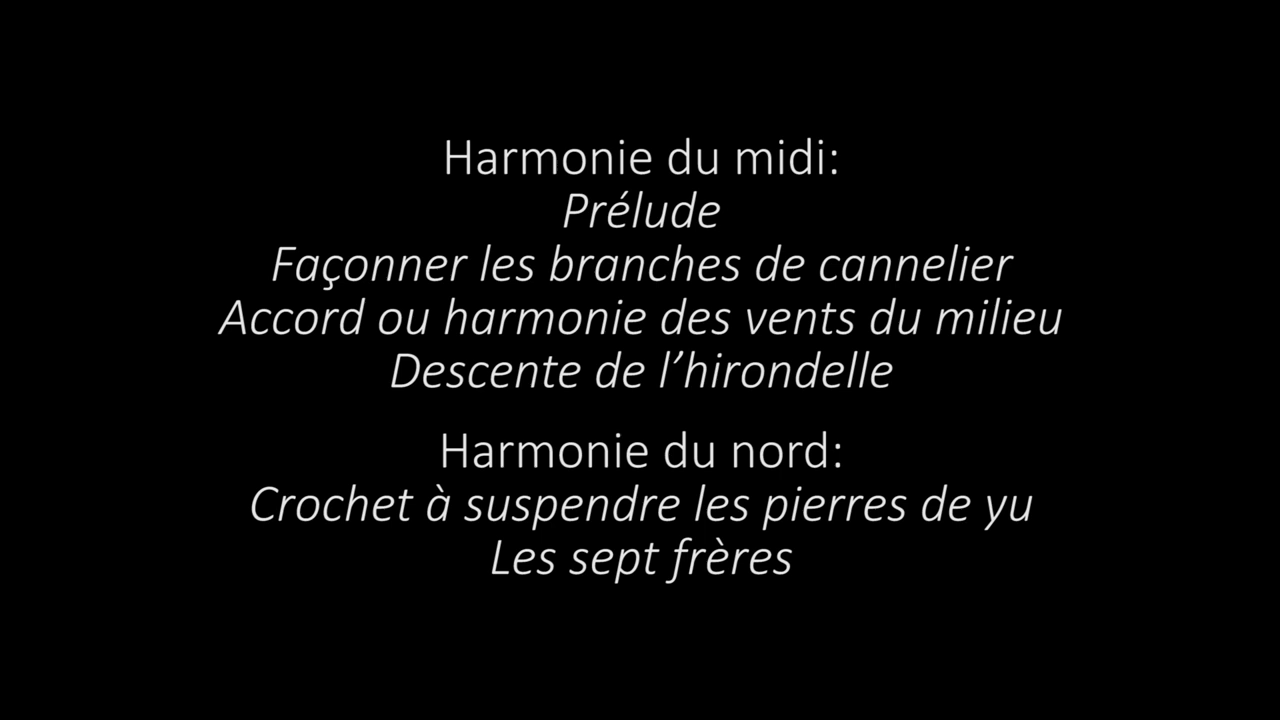 Harmonie du midi:
Prélude
Façonner les branches de cannelier
Accord ou harmonie des vents du milieu
Descente de l’hirondelle
Harmonie du nord:
Crochet à suspendre les pierres de yu
Les sept frères